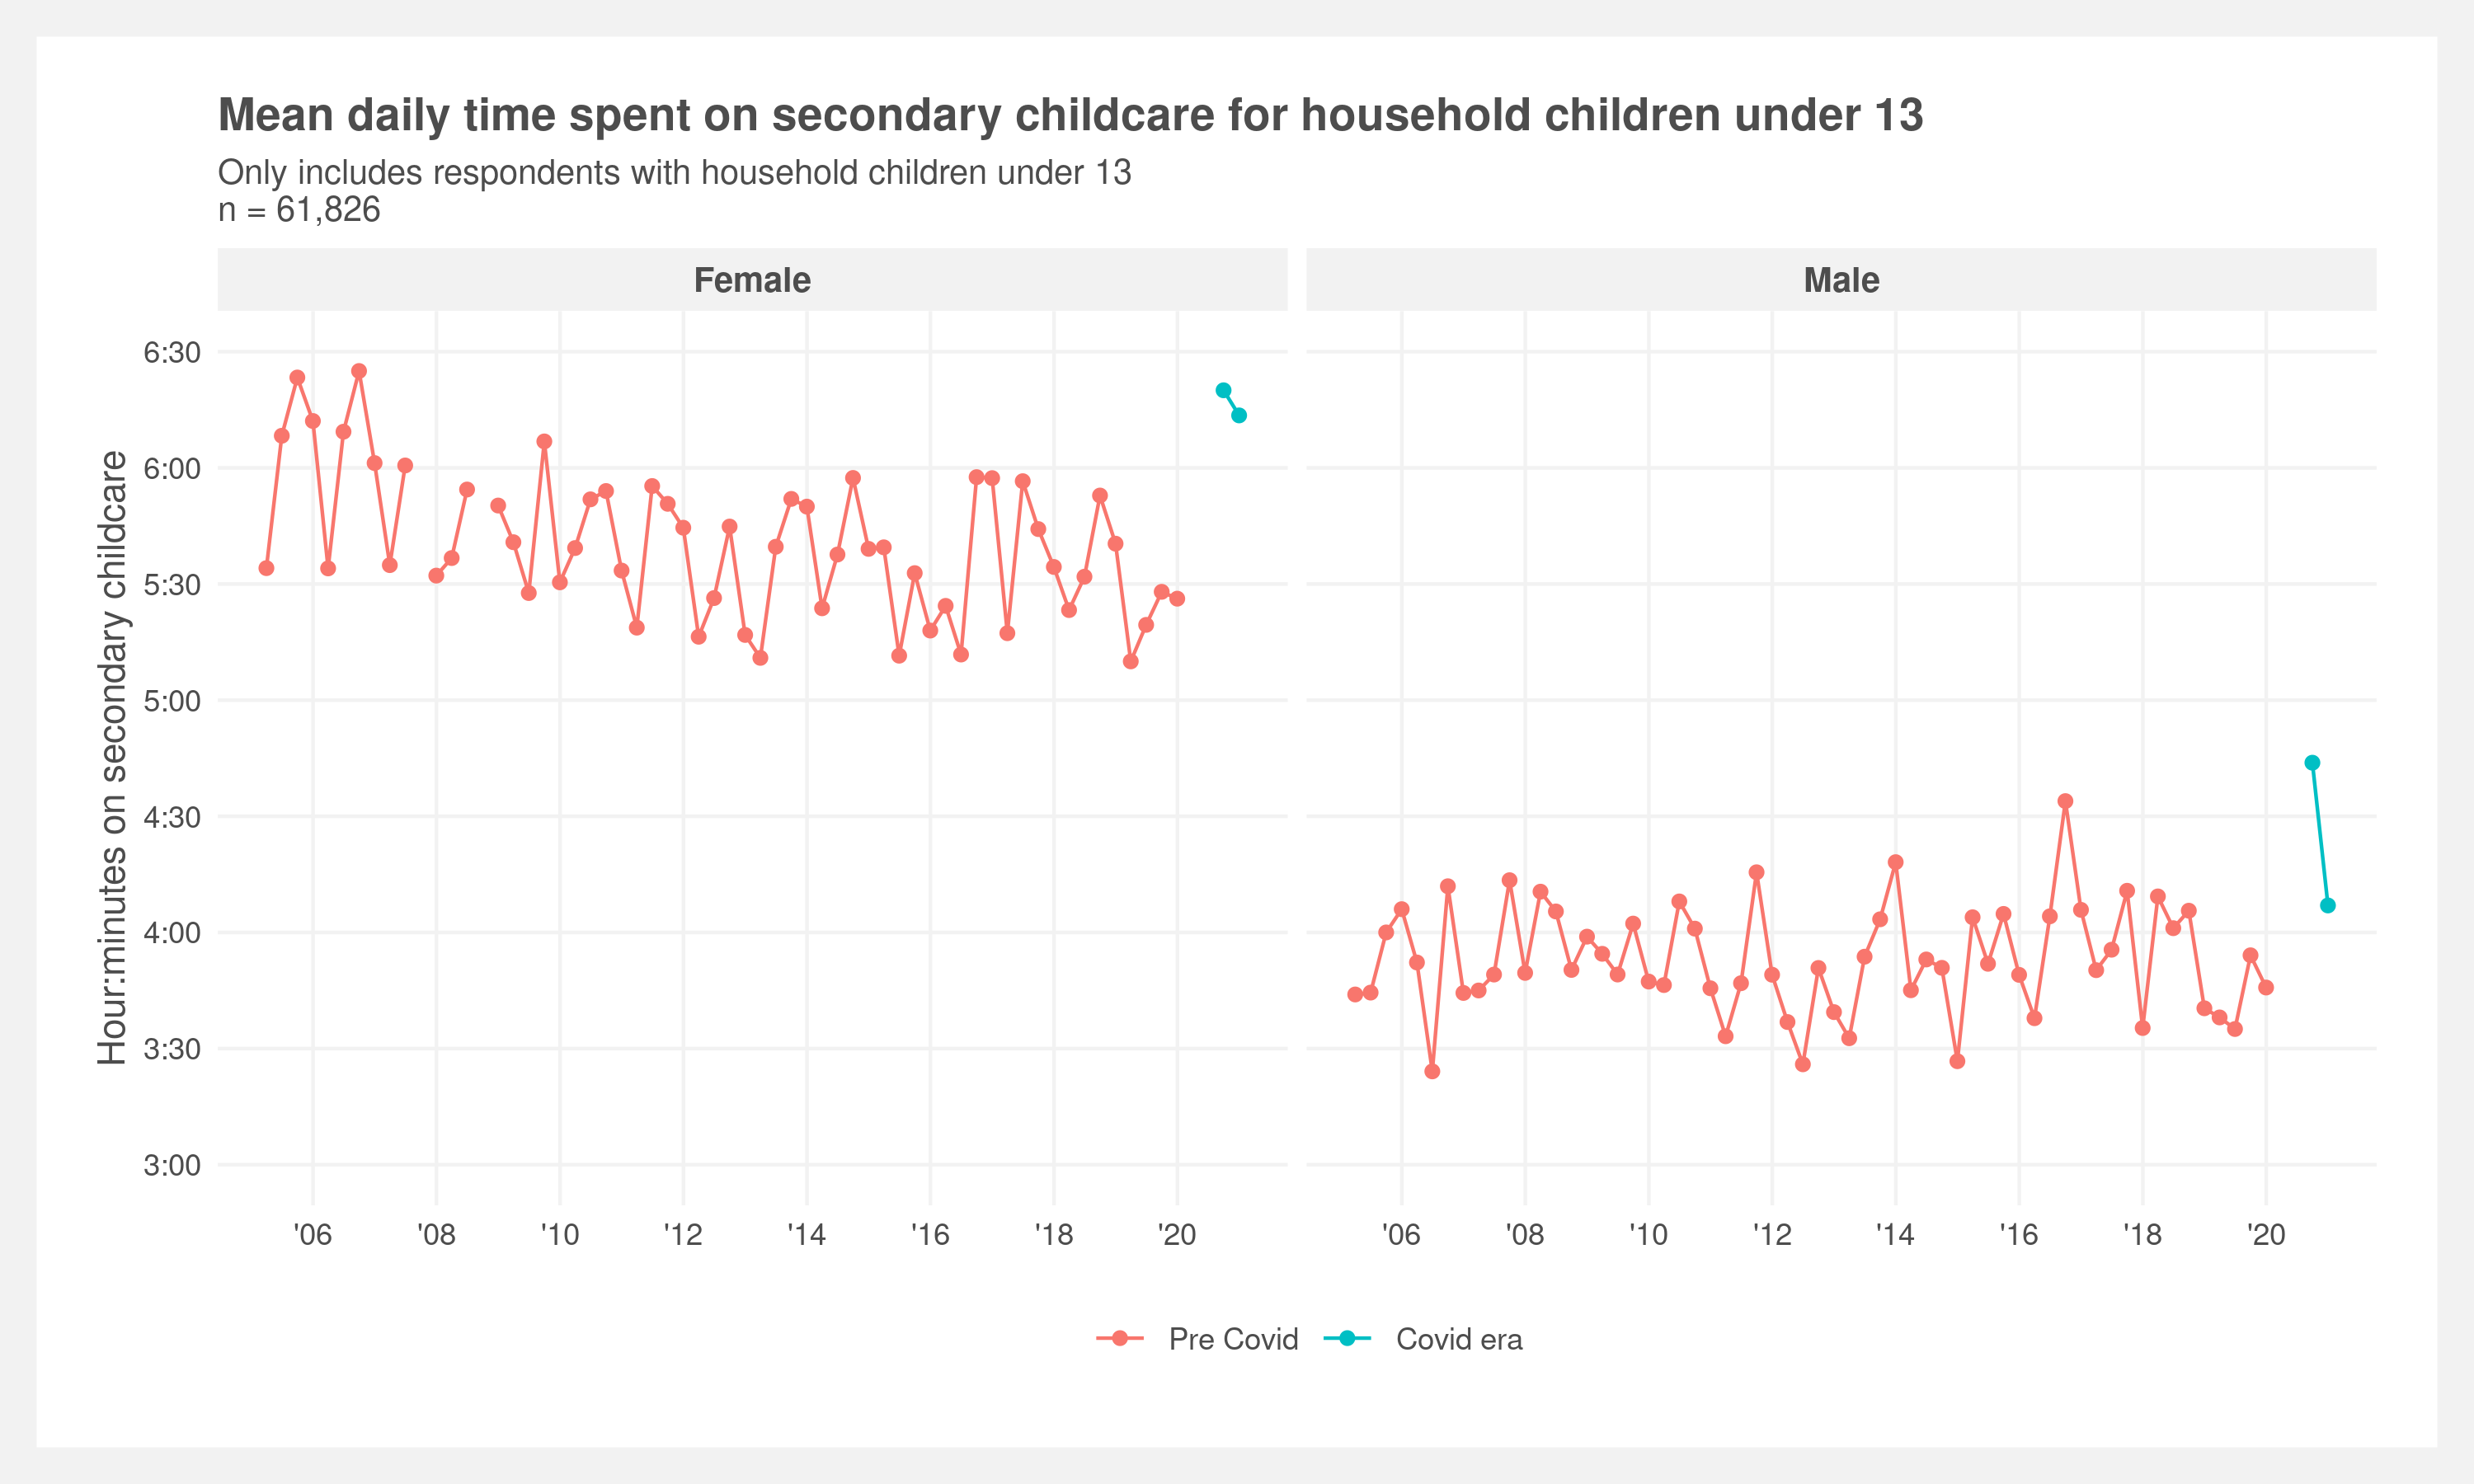 Mean daily time spent on secondary childcare for household children under 13
Only includes respondents with household children under 13
n = 61,826
Female
Male
Hour:minutes on secondary childcare
6:30
6:00
5:30
5:00
4:30
4:00
3:30
3:00
'06 '08 '10 '12 '14 '16 '18 '20
'06 '08 '10 '12 '14 '16 '18 '20
Pre Covid
Covid era